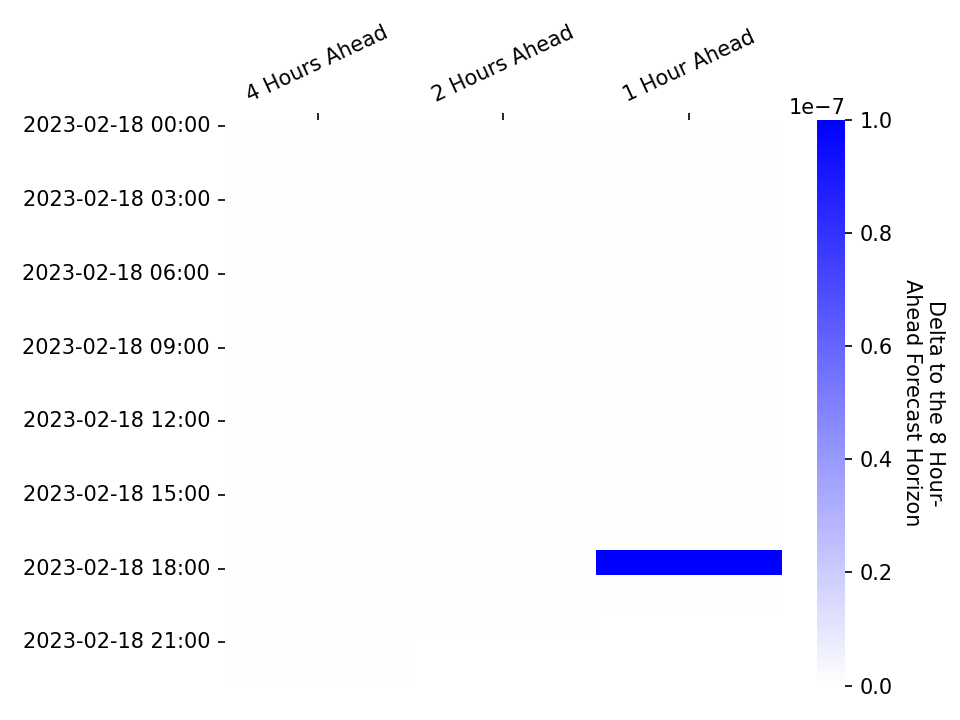 4 Hours Ahead
2 Hours Ahead
1 Hour Ahead
2023-02-18 00:00
2023-02-18 03:00
2023-02-18 06:00
2023-02-18 09:00
2023-02-18 12:00
2023-02-18 15:00
2023-02-18 18:00
2023-02-18 21:00
1e−7
1.0
0.8
0.6
0.4
0.2
0.0
Delta to the 8 Hour-
Ahead Forecast Horizon